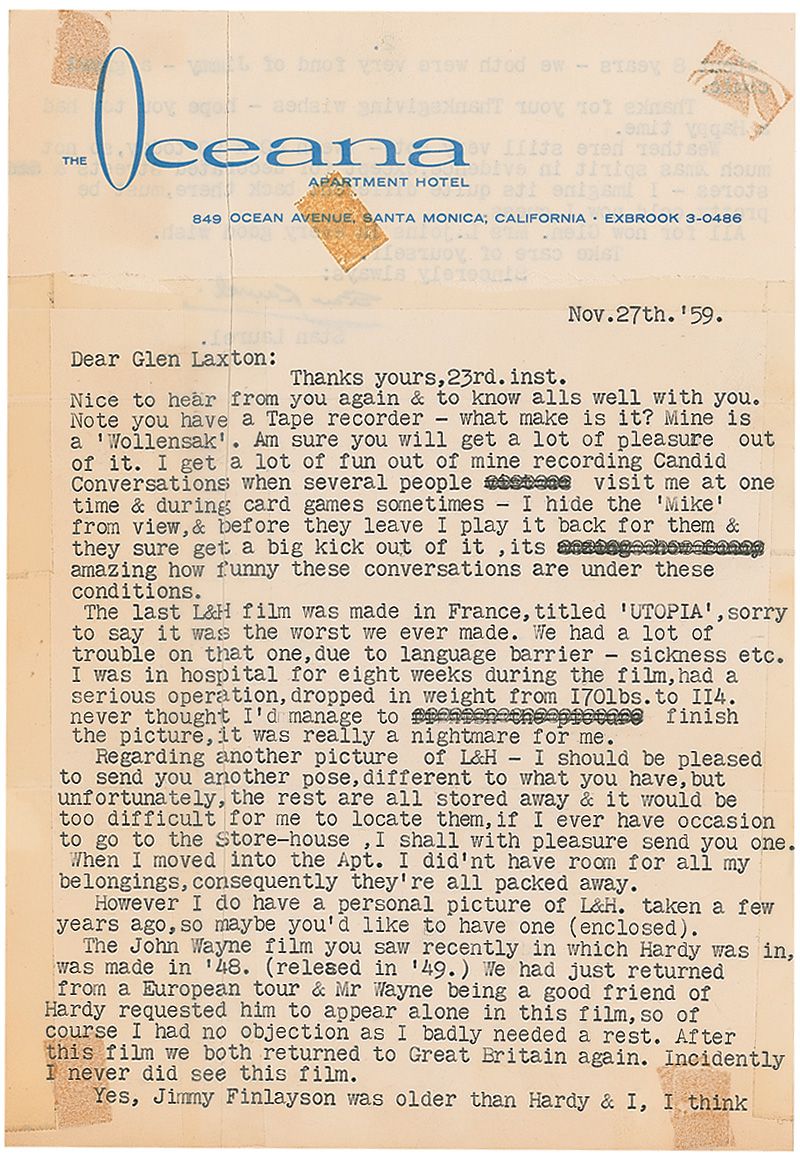 THE Oceana
APARTMENT HOTEL
849 OCEAN AVENUE, SANTA MONICA, CALIFORNIA · EXBROOK 3-0486
Nov.27th.'59.
Dear Glen Laxton:
Thanks yours,23rd.inst.
Nice to hear from you again & to know alls well with you.
Note you have a Tape recorder - what make is it? Mine is
a 'Wollensak'. Am sure you will get a lot of pleasure out
of it. I get a lot of fun out of mine recording Candid
Conversations when several people visit me at one
time & during card games sometimes - I hide the 'Mike'
from view,& before they leave I play it back for them &
they sure get a big kick out of it ,its
amazing how funny these conversations are under these
conditions.
The last L&H film was made in France,titled 'UTOPIA',sorry
to say it was the worst we ever made. We had a lot of
trouble on that one,due to language barrier - sickness etc.
I was in hospital for eight weeks during the film,had a
serious operation,dropped in weight from I70lbs.to II4.
never thought I'd manage to finish
the picture,it was really a nightmare for me.
Regarding another picture of L&H - I should be pleased
to send you another pose,different to what you have,but
unfortunately,the rest are all stored away & it would be
too difficult for me to locate them,if I ever have occasion
to go to the Store-house ,I shall with pleasure send you one.
When I moved into the Apt. I did'nt have room for all my
belongings,consequently they're all packed away.
However I do have a personal picture of L&H. taken a few
years ago,so maybe you'd like to have one (enclosed).
The John Wayne film you saw recently in which Hardy was in,
was made in '48. (relesed in '49.) We had just returned
from a European tour & Mr Wayne being a good friend of
Hardy requested him to appear alone in this film,so of
course I had no objection as I badly needed a rest. After
this film we both returned to Great Britain again. Incidently
I never did see this film.
Yes, Jimmy Finlayson was older than Hardy & I, I think